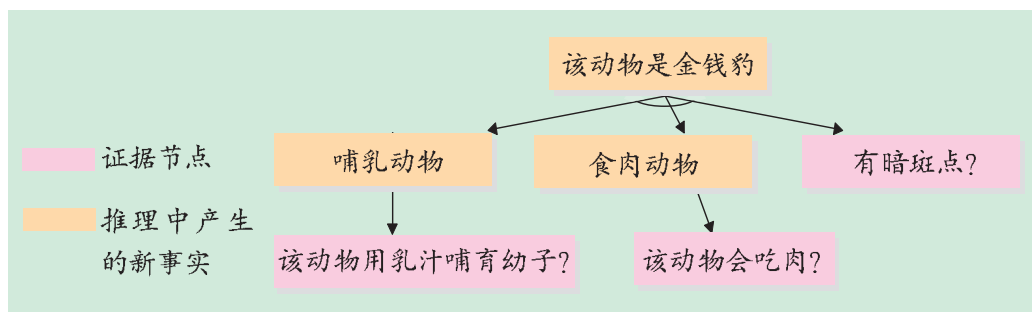 该动物是金钱豹
哺乳动物
食肉动物
有暗斑点?
证据节点
推理中产生
的新事实
该动物用乳汁哺育幼子?
该动物会吃肉?